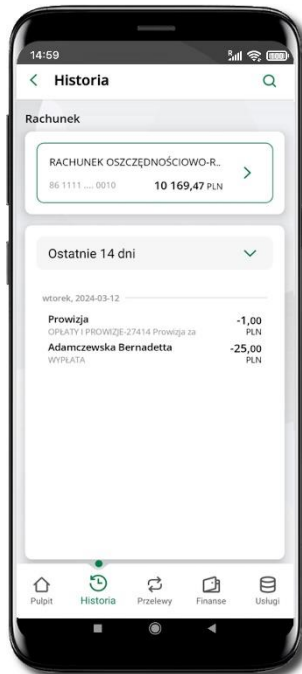 14:59
Historia
Rachunek
RACHUNEK OSZCZĘDNOŚCIOWO-R..
86 1111 .... 0010 10 169,47 PLN
Ostatnie 14 dni
wtorek, 2024-03-12
Prowizja -1,00
OPŁATY I PROWIZJE-27414 Prowizja za PLN
Adamczewska Bernadetta -25,00
WYPŁATA PLN
Pulpit Historia Przelewy Finanse Usługi